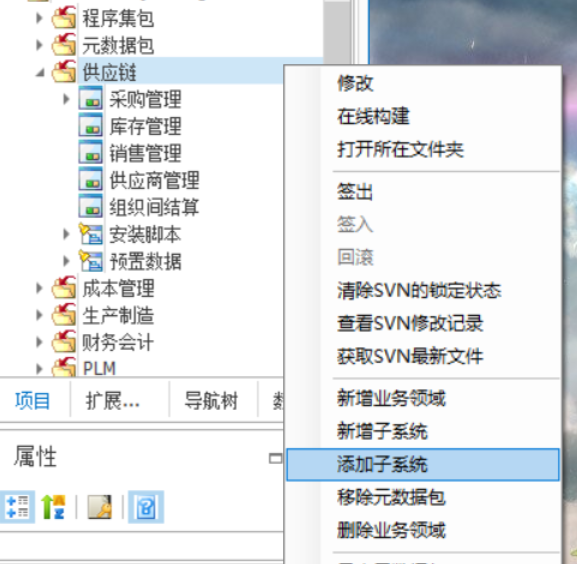 程序集包
元数据包
供应链
采购管理
库存管理
销售管理
供应商管理
组织间结算
安装脚本
预置数据
成本管理
生产制造
财务会计
PLM
项目
扩展...
导航树
属性
修改
在线构建
打开所在文件夹
签出
签入
回滚
清除SVN的锁定状态
查看SVN修改记录
获取SVN最新文件
新增业务领域
新增子系统
添加子系统
移除元数据包
删除业务领域